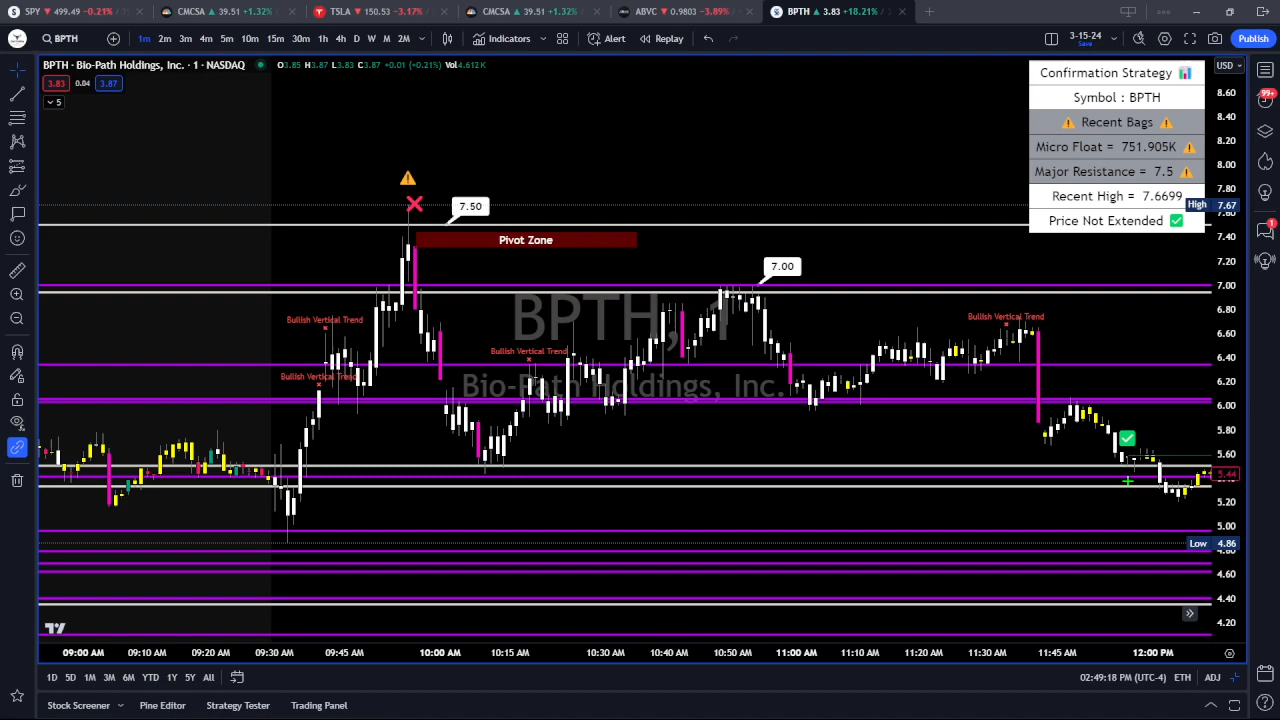 SPY ▼ 499.49 −0.21%
CMCSA ▲ 39.51 +1.32%
TSLA ▼ 150.53 −3.17%
CMCSA ▲ 39.51 +1.32%
ABVC ▼ 0.9803 −3.89%
BPTH ▲ 3.83 +18.21%
BPTH
1m 2m 3m 4m 5m 10m 15m 30m 1h 4h D W M 2M
Indicators
Alert
Replay
3-15-24
Save
Publish
BPTH · Bio-Path Holdings, Inc. · 1 · NASDAQ
O3.85 H3.87 L3.83 C3.87 +0.01 (+0.21%) Vol4.612K
3.83 0.04 3.87
5
USD
Confirmation Strategy 📊
Symbol : BPTH
⚠️ Recent Bags ⚠️
Micro Float = 751.905K ⚠️
Major Resistance = 7.5 ⚠️
Recent High = 7.6699
Price Not Extended ✅
99+
1
8.60
8.40
8.20
8.00
7.80
High 7.67
7.60
7.40
7.20
7.00
6.80
6.60
6.40
6.20
6.00
5.80
5.60
5.44
5.20
5.00
Low 4.86
4.80
4.60
4.40
4.20
7.50
Pivot Zone
7.00
Bullish Vertical Trend
Bullish Vertical Trend
Bullish Vertical Trend
Bullish Vertical Trend
BPTH, 1
Bio-Path Holdings, Inc.
09:00 AM 09:10 AM 09:20 AM 09:30 AM 09:45 AM 10:00 AM 10:15 AM 10:30 AM 10:40 AM 10:50 AM 11:00 AM 11:10 AM 11:20 AM 11:30 AM 11:45 AM 12:00 PM
1D 5D 1M 3M 6M YTD 1Y 5Y All
02:49:18 PM (UTC-4) ETH ADJ
Stock Screener Pine Editor Strategy Tester Trading Panel